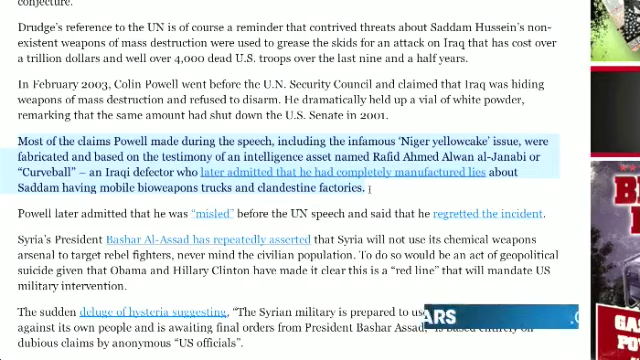 conjecture.
Drudge's reference to the UN is of course a reminder that contrived threats about Saddam Hussein's non-
existent weapons of mass destruction were used to grease the skids for an attack on Iraq that has cost over
a trillion dollars and well over 4,000 dead U.S. troops over the last nine and a half years.
In February 2003, Colin Powell went before the U.N. Security Council and claimed that Iraq was hiding
weapons of mass destruction and refused to disarm. He dramatically held up a vial of white powder,
remarking that the same amount had shut down the U.S. Senate in 2001.
Most of the claims Powell made during the speech, including the infamous 'Niger yellowcake' issue, were
fabricated and based on the testimony of an intelligence asset named Rafid Ahmed Alwan al-Janabi or
"Curveball" – an Iraqi defector who later admitted that he had completely manufactured lies about
Saddam having mobile bioweapons trucks and clandestine factories.
Powell later admitted that he was "misled" before the UN speech and said that he regretted the incident.
Syria's President Bashar Al-Assad has repeatedly asserted that Syria will not use its chemical weapons
arsenal to target rebel fighters, never mind the civilian population. To do so would be an act of geopolitical
suicide given that Obama and Hillary Clinton have made it clear this is a "red line" that will mandate US
military intervention.
The sudden deluge of hysteria suggesting, "The Syrian military is prepared to
against its own people and is awaiting final orders from President Bashar Assad," is based entirely on
dubious claims by anonymous "US officials".
ARS